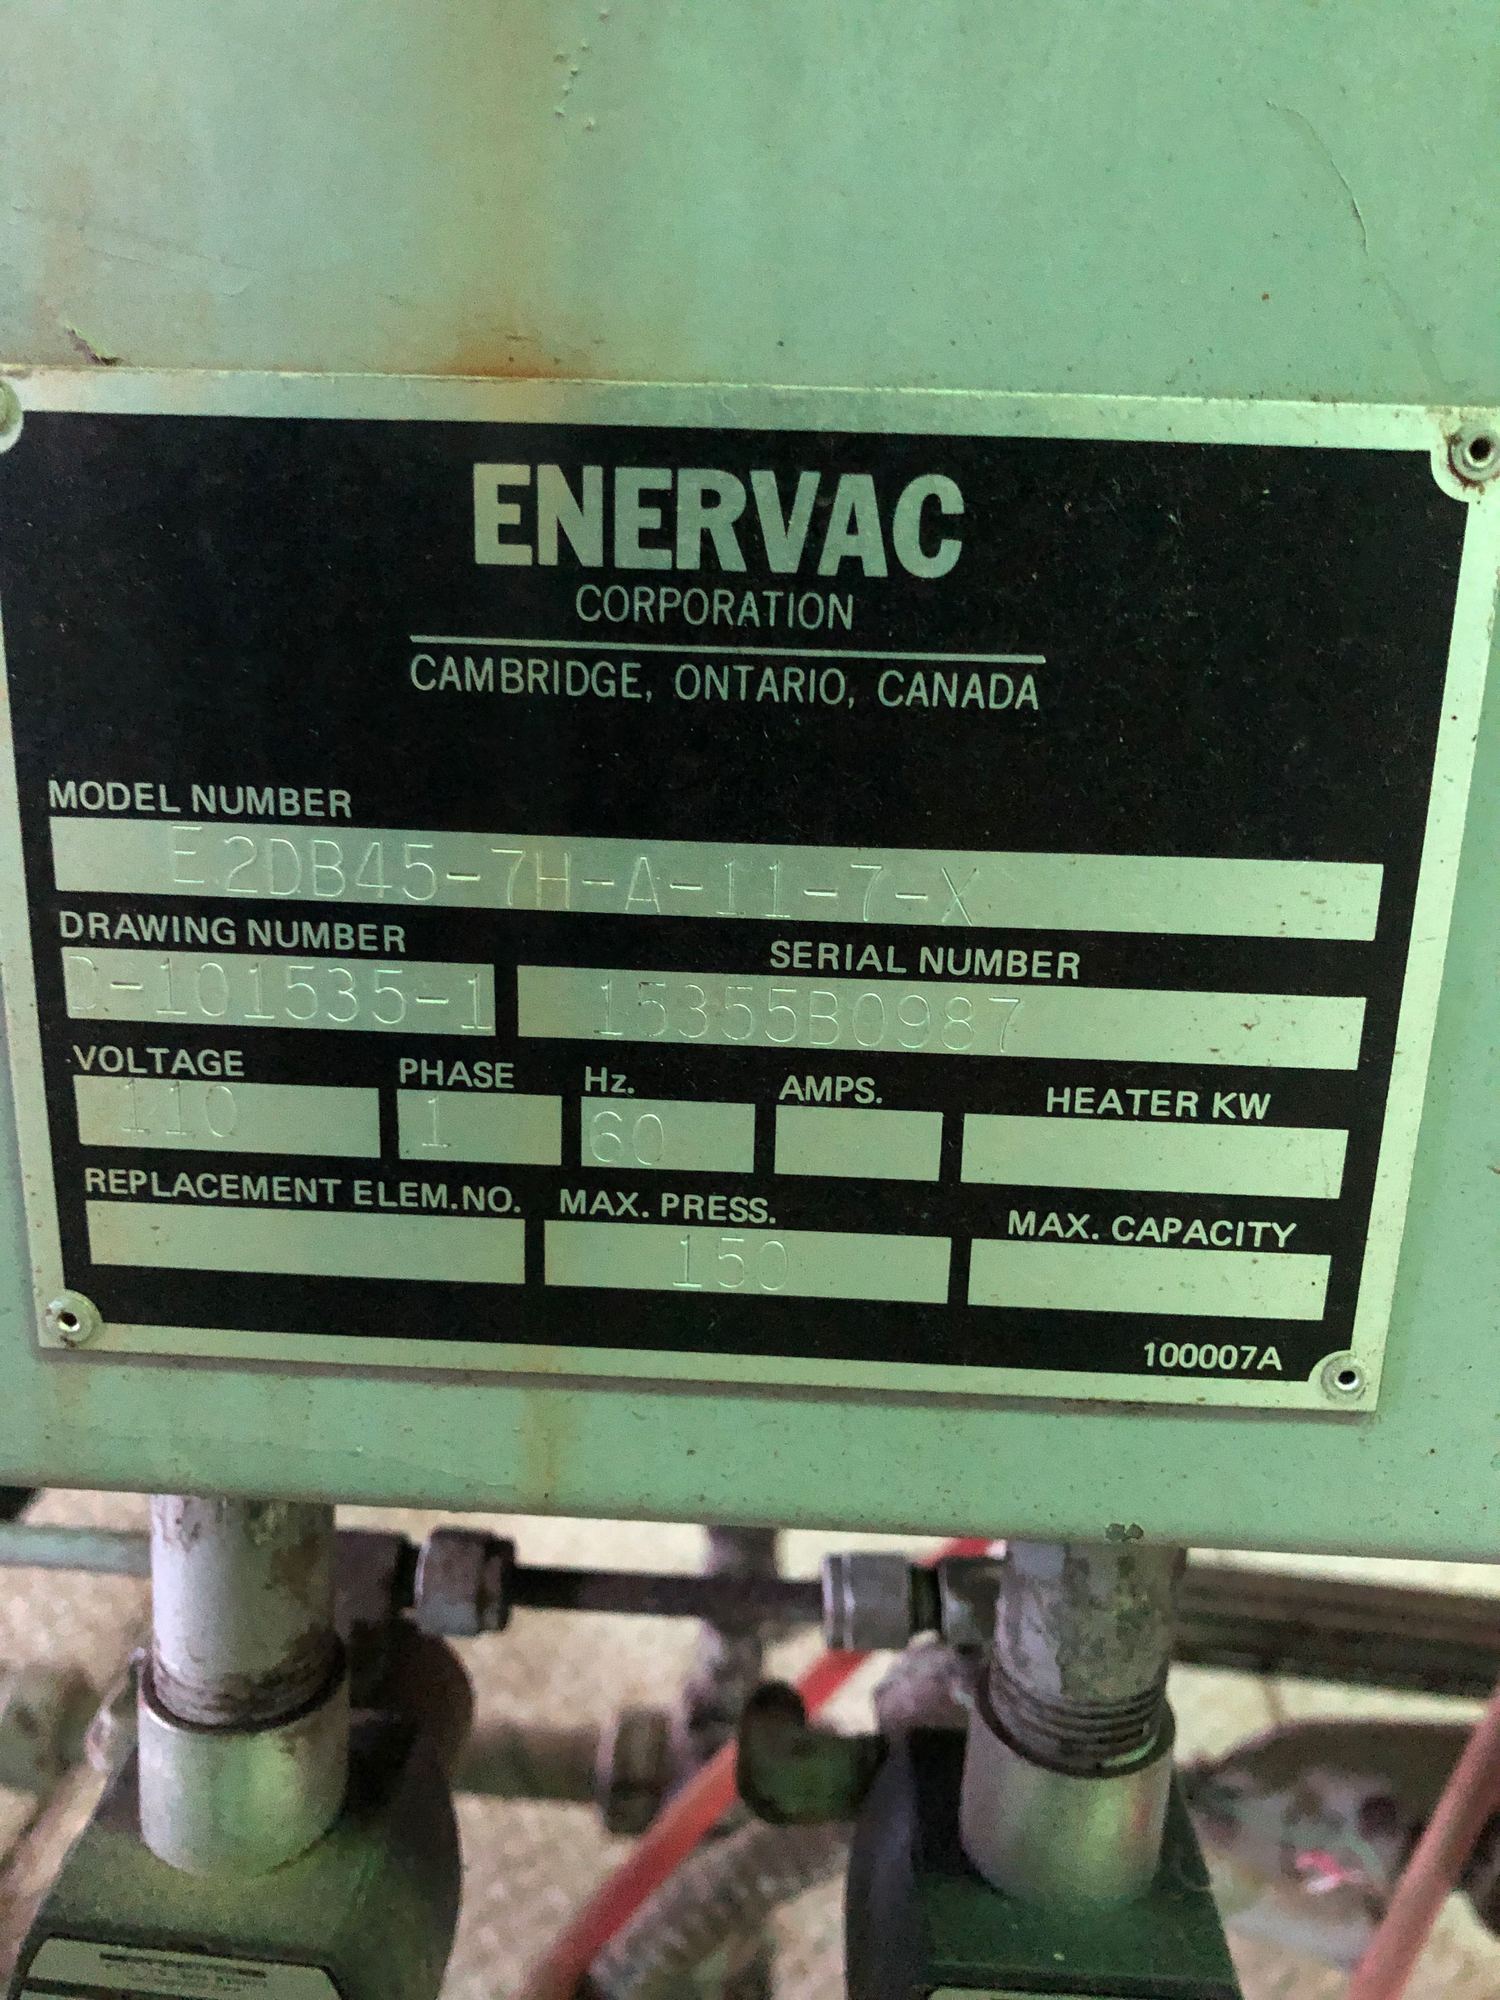 ENERVAC
CORPORATION
CAMBRIDGE, ONTARIO, CANADA
MODEL NUMBER
E2DB45-7H-A-11-7-X
DRAWING NUMBER
SERIAL NUMBER
D-101535-1
15355B0987
VOLTAGE
PHASE
Hz.
AMPS.
HEATER KW
110
1
60
REPLACEMENT ELEM.NO.
MAX. PRESS.
MAX. CAPACITY
150
100007A